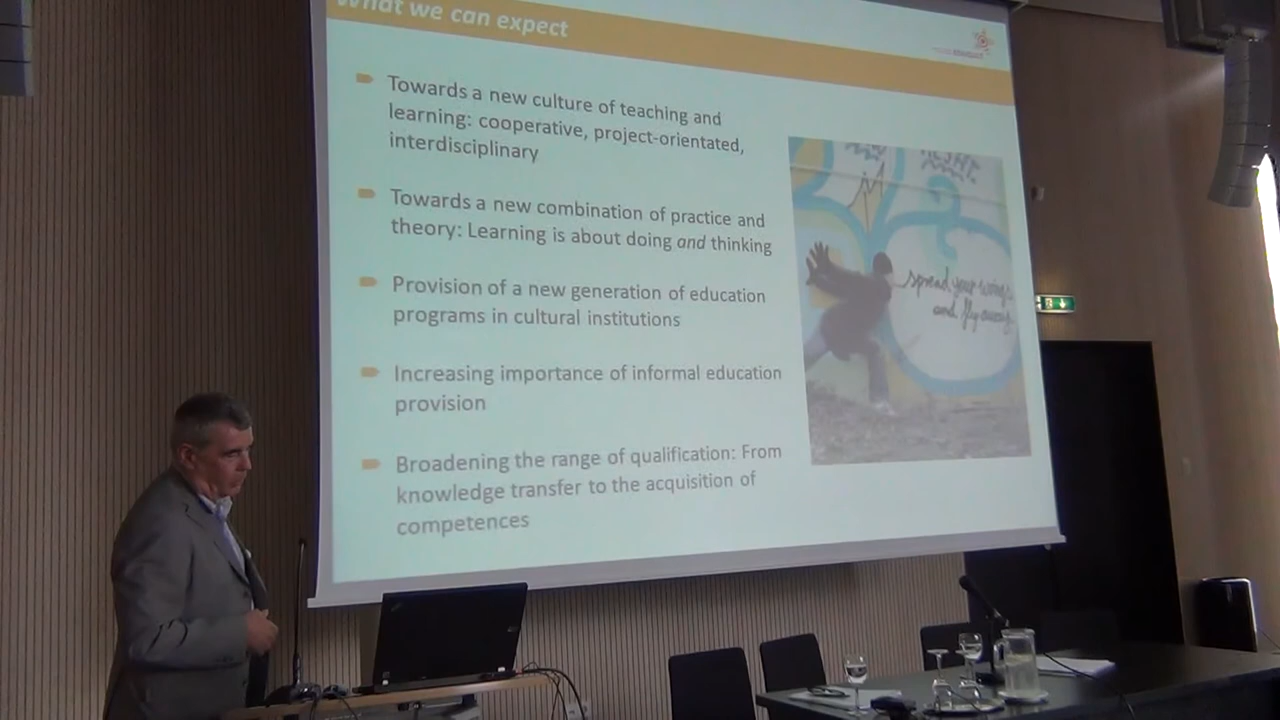 What we can expect
Towards a new culture of teaching and
learning: cooperative, project-orientated,
interdisciplinary
Towards a new combination of practice and
theory: Learning is about doing and thinking
Provision of a new generation of education
programs in cultural institutions
Increasing importance of informal education
provision
Broadening the range of qualification: From
knowledge transfer to the acquisition of
competences
spread your wings
and fly away